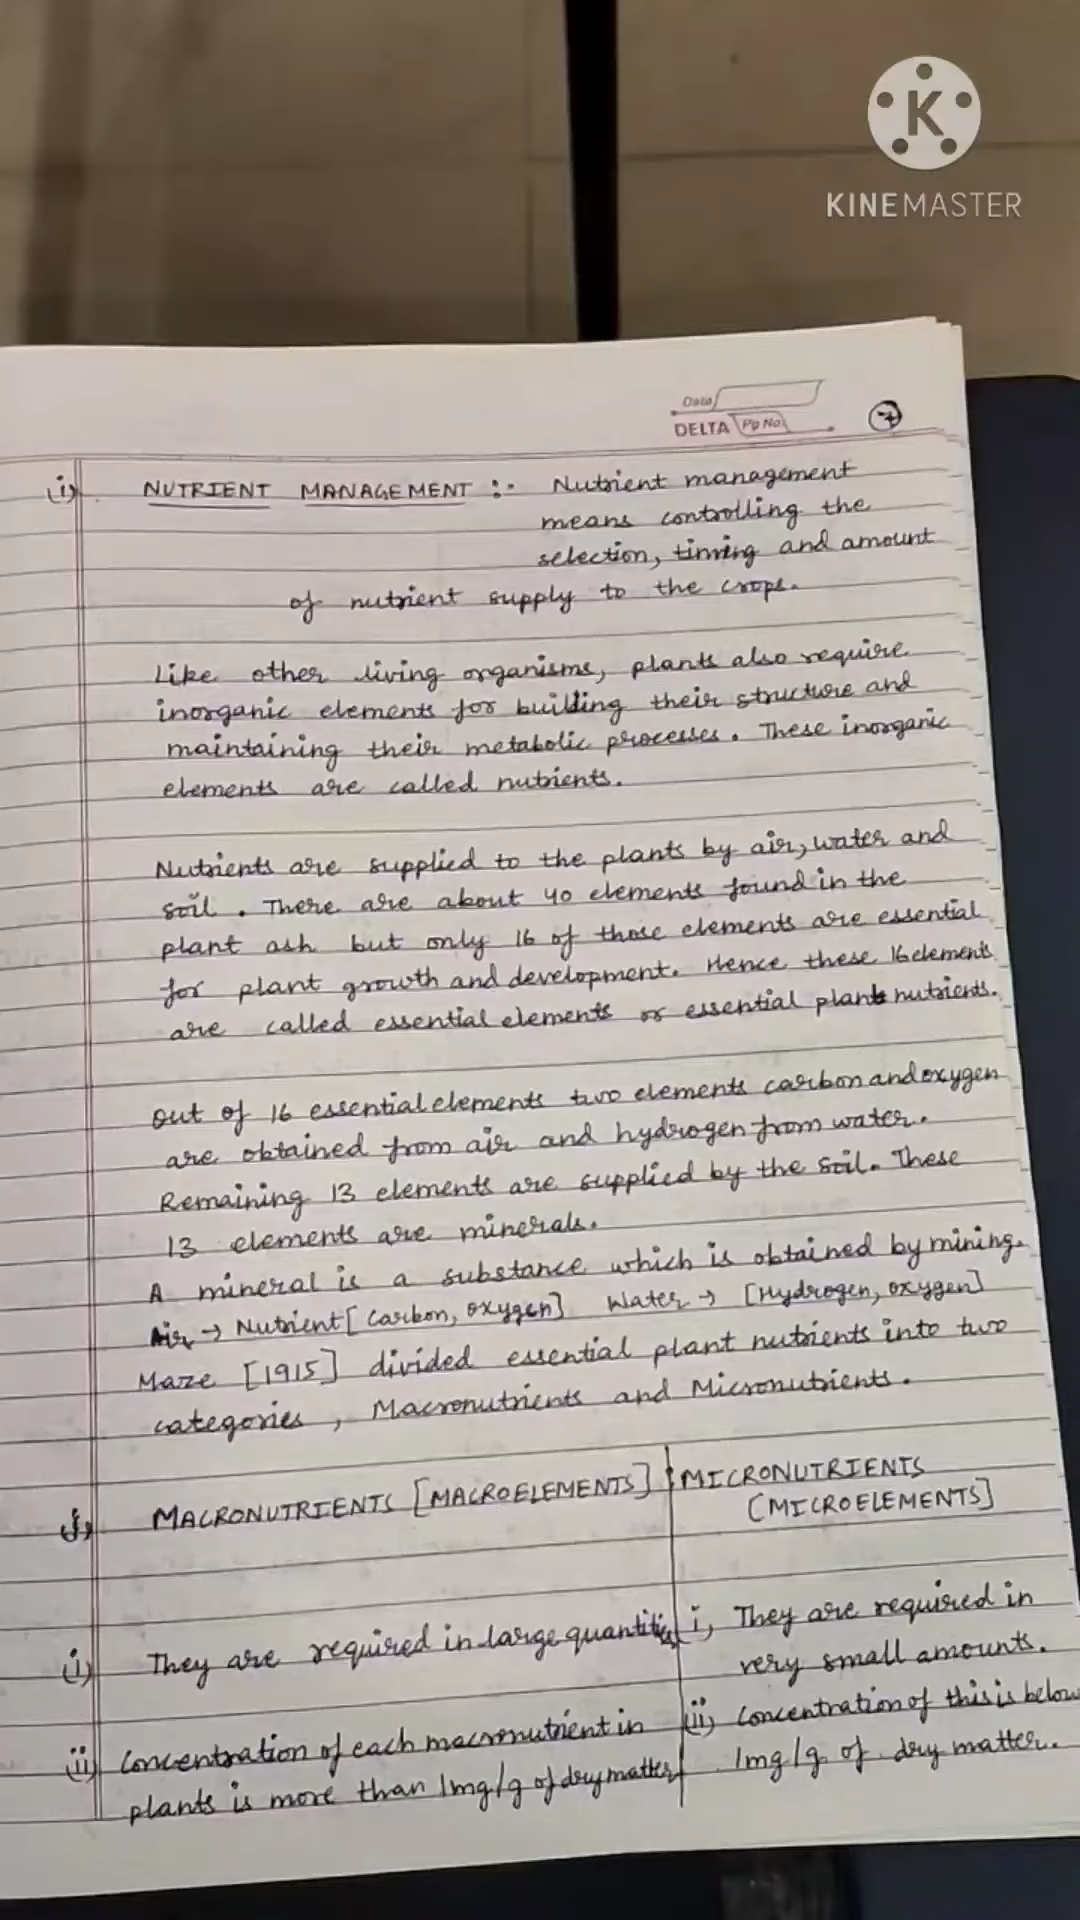 KINEMASTER
Date
DELTA Pg No
7
(i) NUTRIENT MANAGEMENT :- Nutrient management
means controlling the
selection, timing and amount
of nutrient supply to the crops.
Like other living organisms, plants also require
inorganic elements for building their structure and
maintaining their metabolic processes. These inorganic
elements are called nutrients.
Nutrients are supplied to the plants by air, water and
soil. There are about 40 elements found in the
plant ash but only 16 of those elements are essential
for plant growth and development. Hence these 16 elements
are called essential elements or essential plant nutrients.
Out of 16 essential elements two elements carbon and oxygen
are obtained from air and hydrogen from water.
Remaining 13 elements are supplied by the soil. These
13 elements are minerals.
A mineral is a substance which is obtained by mining.
Air → Nutrient [Carbon, oxygen] Water → [Hydrogen, oxygen]
Maze [1915] divided essential plant nutrients into two
categories, Macronutrients and Micronutrients.
MACRONUTRIENTS [MACROELEMENTS]
(i) They are required in large quantities
(ii) Concentration of each macronutrient in
plants is more than 1mg/g of dry matter
MICRONUTRIENTS
[MICROELEMENTS]
i, They are required in
very small amounts.
(ii) Concentration of this is below
1mg/g of dry matter.